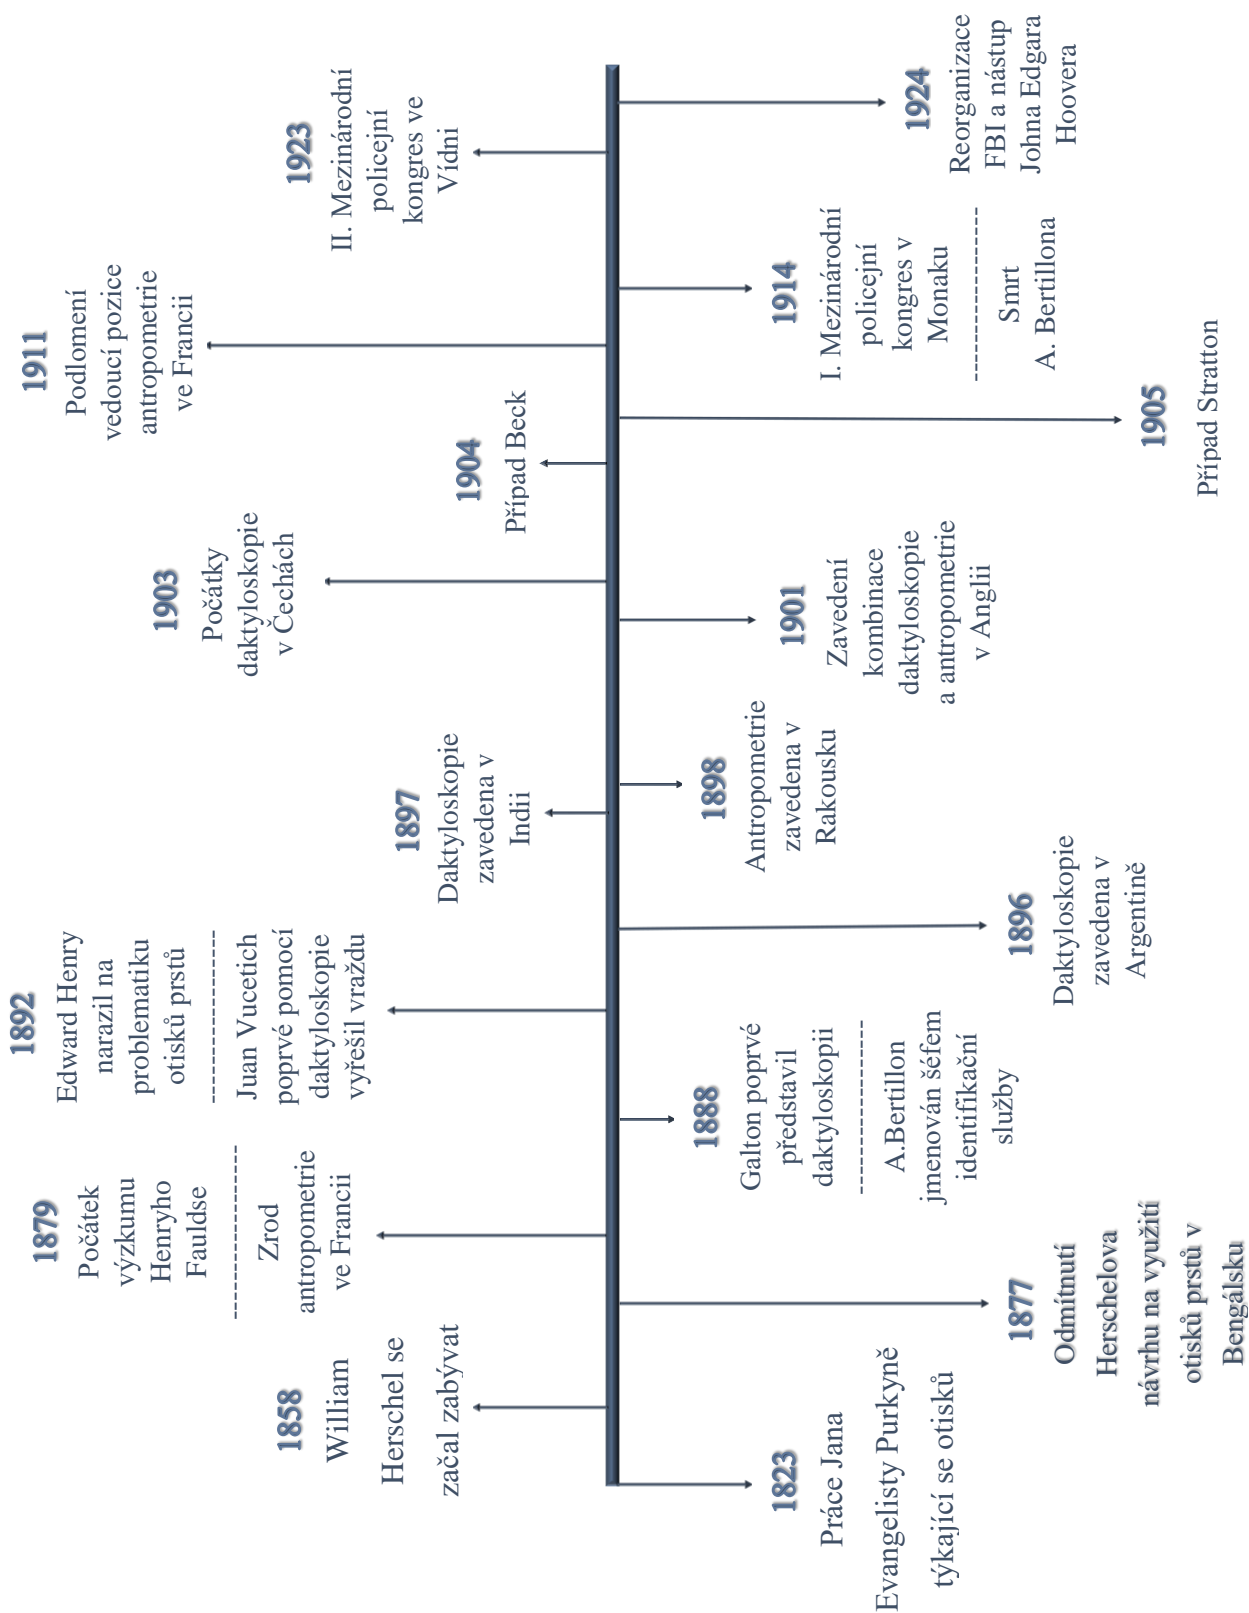 1858
William
Herschel se
začal zabývat
1879
Počátek
výzkumu
Henryho
Fauldse
-------------------
Zrod
antropometrie
ve Francii
1892
Edward Henry
narazil na
problematiku
otisků prstů
-------------------
Juan Vucetich
poprvé pomocí
daktyloskopie
vyřešil vraždu
1897
Daktyloskopie
zavedena v
Indii
1903
Počátky
daktyloskopie
v Čechách
1904
Případ Beck
1911
Podlomení
vedoucí pozice
antropometrie
ve Francii
1923
II. Mezinárodní
policejní
kongres ve
Vídni
1823
Práce Jana
Evangelisty Purkyně
týkající se otisků
1877
Odmítnutí
Herschelova
návrhu na využití
otisků prstů v
Bengálsku
1888
Galton poprvé
představil
daktyloskopii
-------------------
A.Bertillon
jmenován šéfem
identifikační
služby
1896
Daktyloskopie
zavedena v
Argentině
1898
Antropometrie
zavedena v
Rakousku
1901
Zavedení
kombinace
daktyloskopie
a antropometrie
v Anglii
1905
Případ Stratton
1914
I. Mezinárodní
policejní
kongres v
Monaku
-------------------
Smrt
A. Bertillona
1924
Reorganizace
FBI a nástup
Johna Edgara
Hoovera